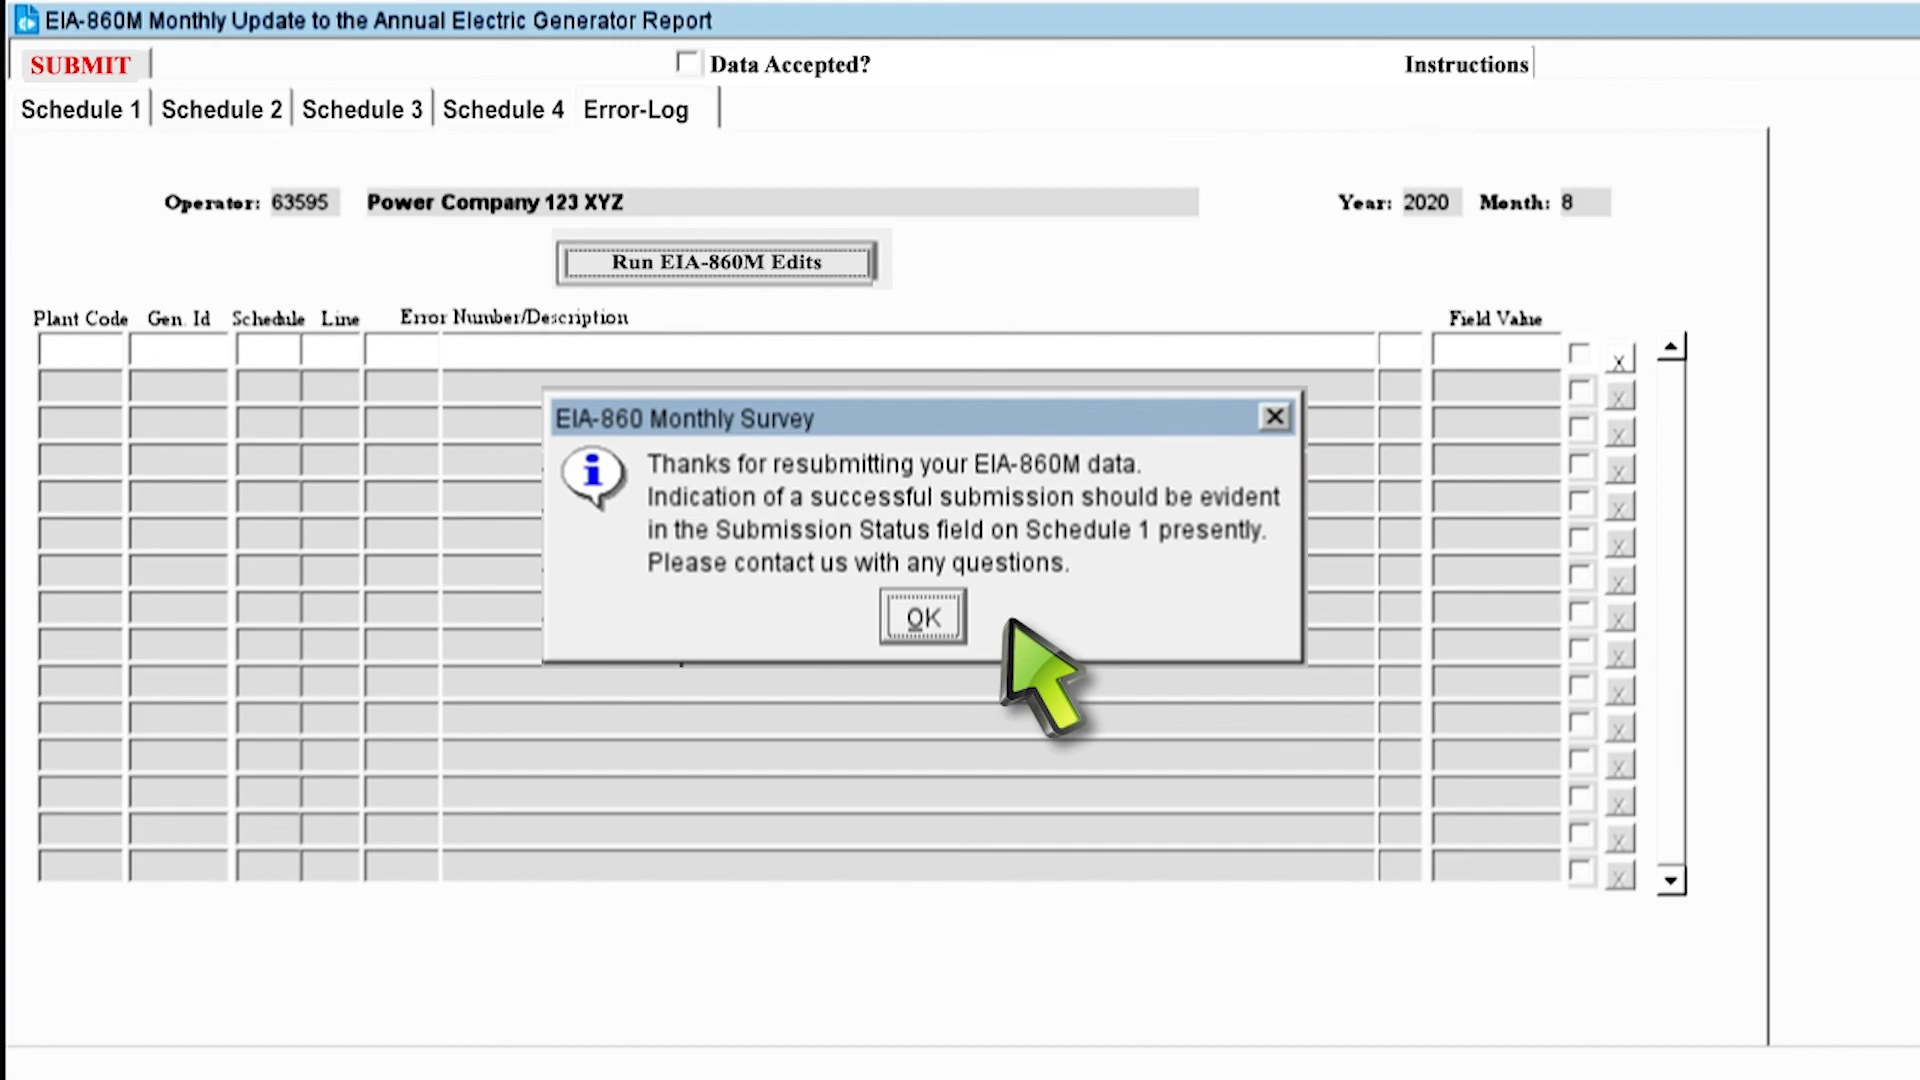 EIA-860M Monthly Update to the Annual Electric Generator Report
SUBMIT Data Accepted? Instructions
Schedule 1 Schedule 2 Schedule 3 Schedule 4 Error-Log
Operator: 63595 Power Company 123 XYZ Year: 2020 Month: 8
Run EIA-860M Edits
Plant Code Gen. Id Schedule Line Error Number/Description Field Value
X
X
EIA-860 Monthly Survey
X
Thanks for resubmitting your EIA-860M data.
X
Indication of a successful submission should be evident
X
in the Submission Status field on Schedule 1 presently.
X
Please contact us with any questions.
X
OK
X
X
X
X
X
X
X
X